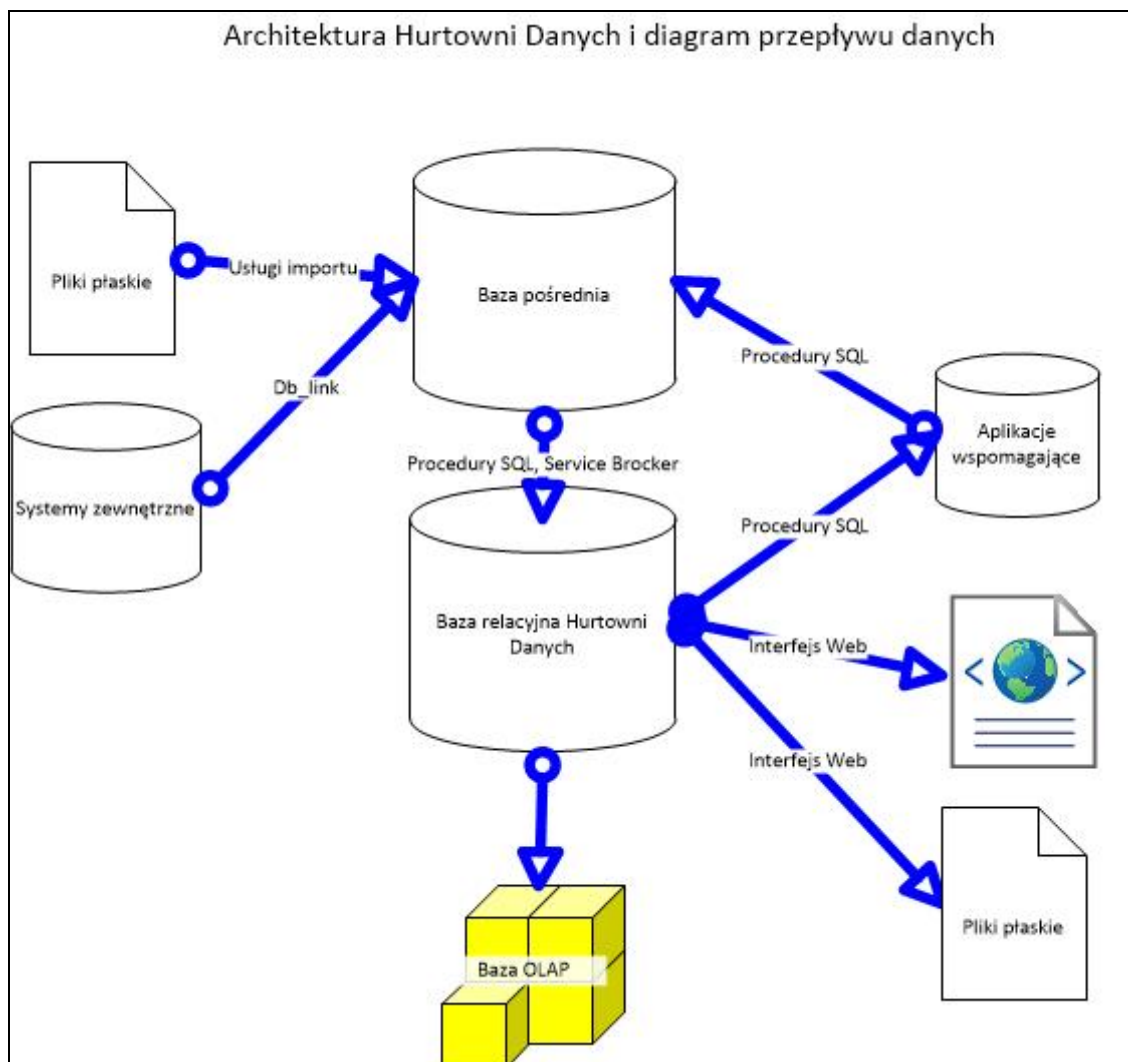 Architektura Hurtowni Danych i diagram przepływu danych
Pliki płaskie
Usługi importu
Baza pośrednia
Procedury SQL
Db_link
Aplikacje
wspomagające
Procedury SQL, Service Brocker
Systemy zewnętrzne
Procedury SQL
Baza relacyjna Hurtowni
Danych
Interfejs Web
< >
Interfejs Web
Pliki płaskie
Baza OLAP